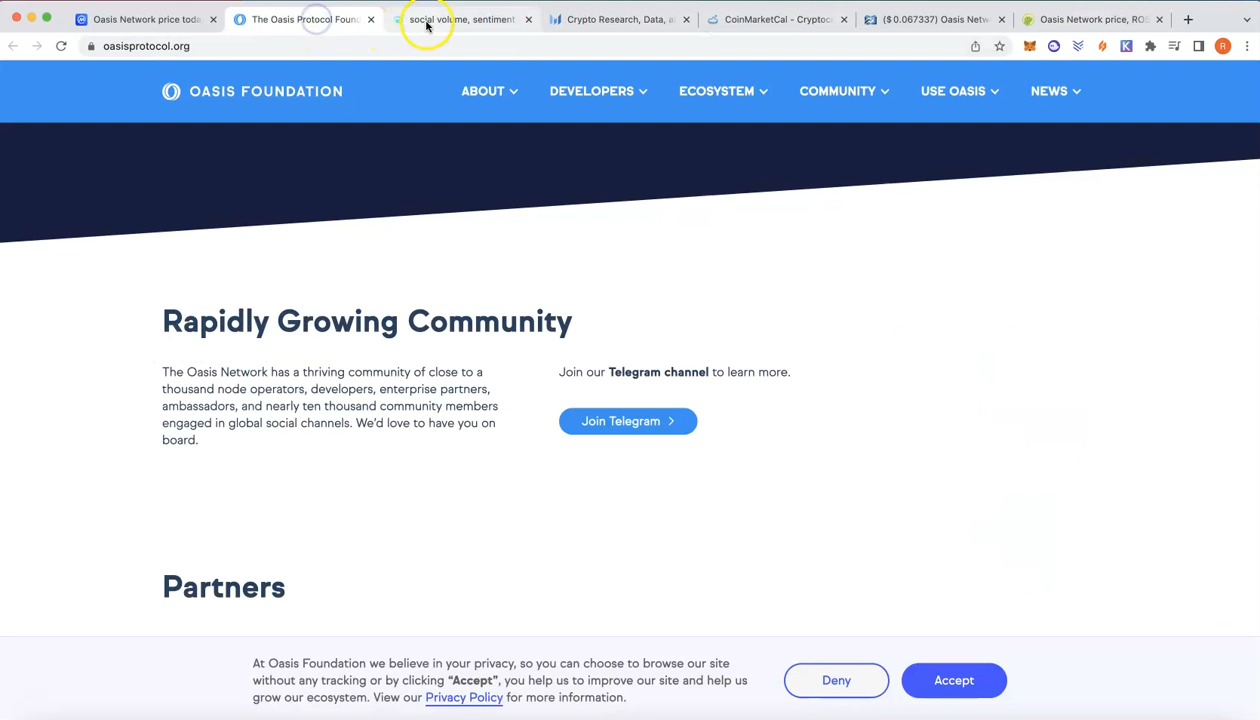 Oasis Network price today
The Oasis Protocol Foun
social volume, sentiment
Crypto Research, Data, a
CoinMarketCal - Cryptoc
($ 0.067337) Oasis Netw
Oasis Network price, ROS
oasisprotocol.org
R
OASIS FOUNDATION
ABOUT
DEVELOPERS
ECOSYSTEM
COMMUNITY
USE OASIS
NEWS
Rapidly Growing Community
The Oasis Network has a thriving community of close to a
thousand node operators, developers, enterprise partners,
ambassadors, and nearly ten thousand community members
engaged in global social channels. We'd love to have you on
board.
Join our Telegram channel to learn more.
Join Telegram
Partners
At Oasis Foundation we believe in your privacy, so you can choose to browse our site
without any tracking or by clicking “Accept”, you help us to improve our site and help us
grow our ecosystem. View our Privacy Policy for more information.
Deny
Accept